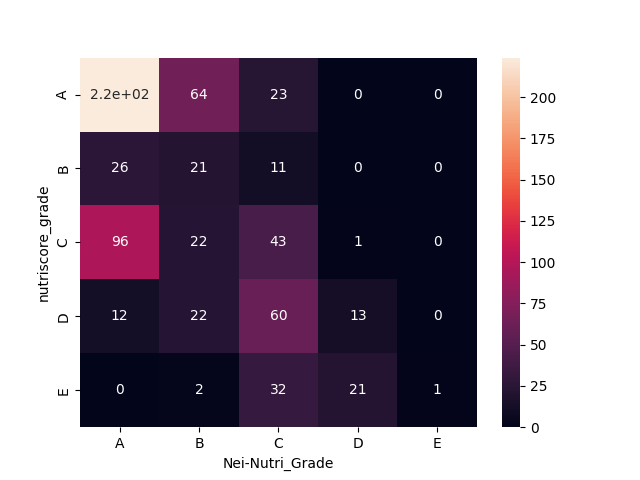 A 2.2e+02 64 23 0 0
B 26 21 11 0 0
C 96 22 43 1 0
D 12 22 60 13 0
E 0 2 32 21 1
A B C D E
Nei-Nutri_Grade
nutriscore_grade
200
175
150
125
100
75
50
25
0